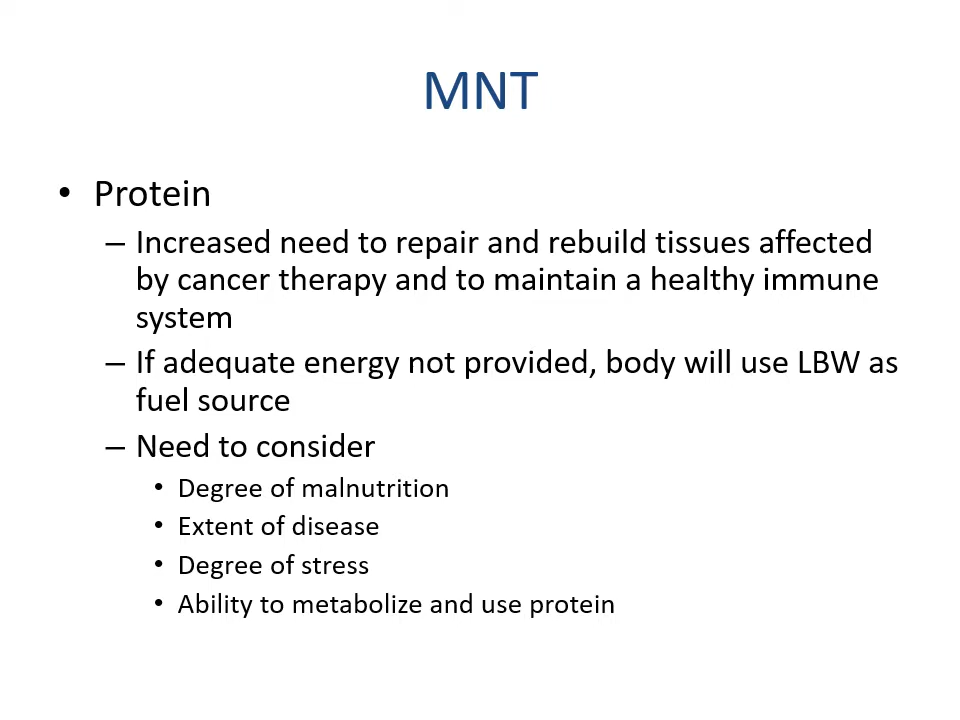 MNT
• Protein
– Increased need to repair and rebuild tissues affected
by cancer therapy and to maintain a healthy immune
system
– If adequate energy not provided, body will use LBW as
fuel source
– Need to consider
• Degree of malnutrition
• Extent of disease
• Degree of stress
• Ability to metabolize and use protein